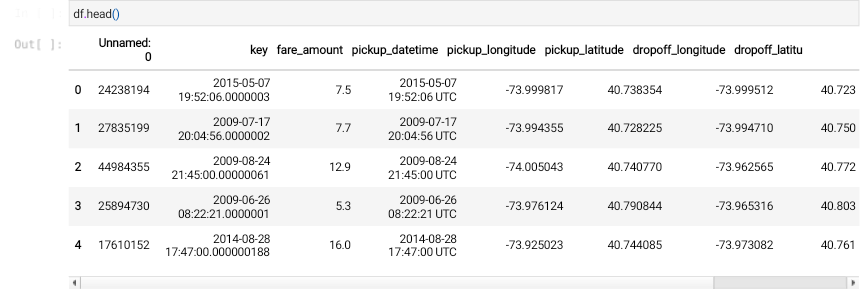 df.head()
Out[ ]:
Unnamed: 0 key fare_amount pickup_datetime pickup_longitude pickup_latitude dropoff_longitude dropoff_latitu
0 24238194 2015-05-07 19:52:06.0000003 7.5 2015-05-07 19:52:06 UTC -73.999817 40.738354 -73.999512 40.723
1 27835199 2009-07-17 20:04:56.0000002 7.7 2009-07-17 20:04:56 UTC -73.994355 40.728225 -73.994710 40.750
2 44984355 2009-08-24 21:45:00.00000061 12.9 2009-08-24 21:45:00 UTC -74.005043 40.740770 -73.962565 40.772
3 25894730 2009-06-26 08:22:21.0000001 5.3 2009-06-26 08:22:21 UTC -73.976124 40.790844 -73.965316 40.803
4 17610152 2014-08-28 17:47:00.000000188 16.0 2014-08-28 17:47:00 UTC -73.925023 40.744085 -73.973082 40.761